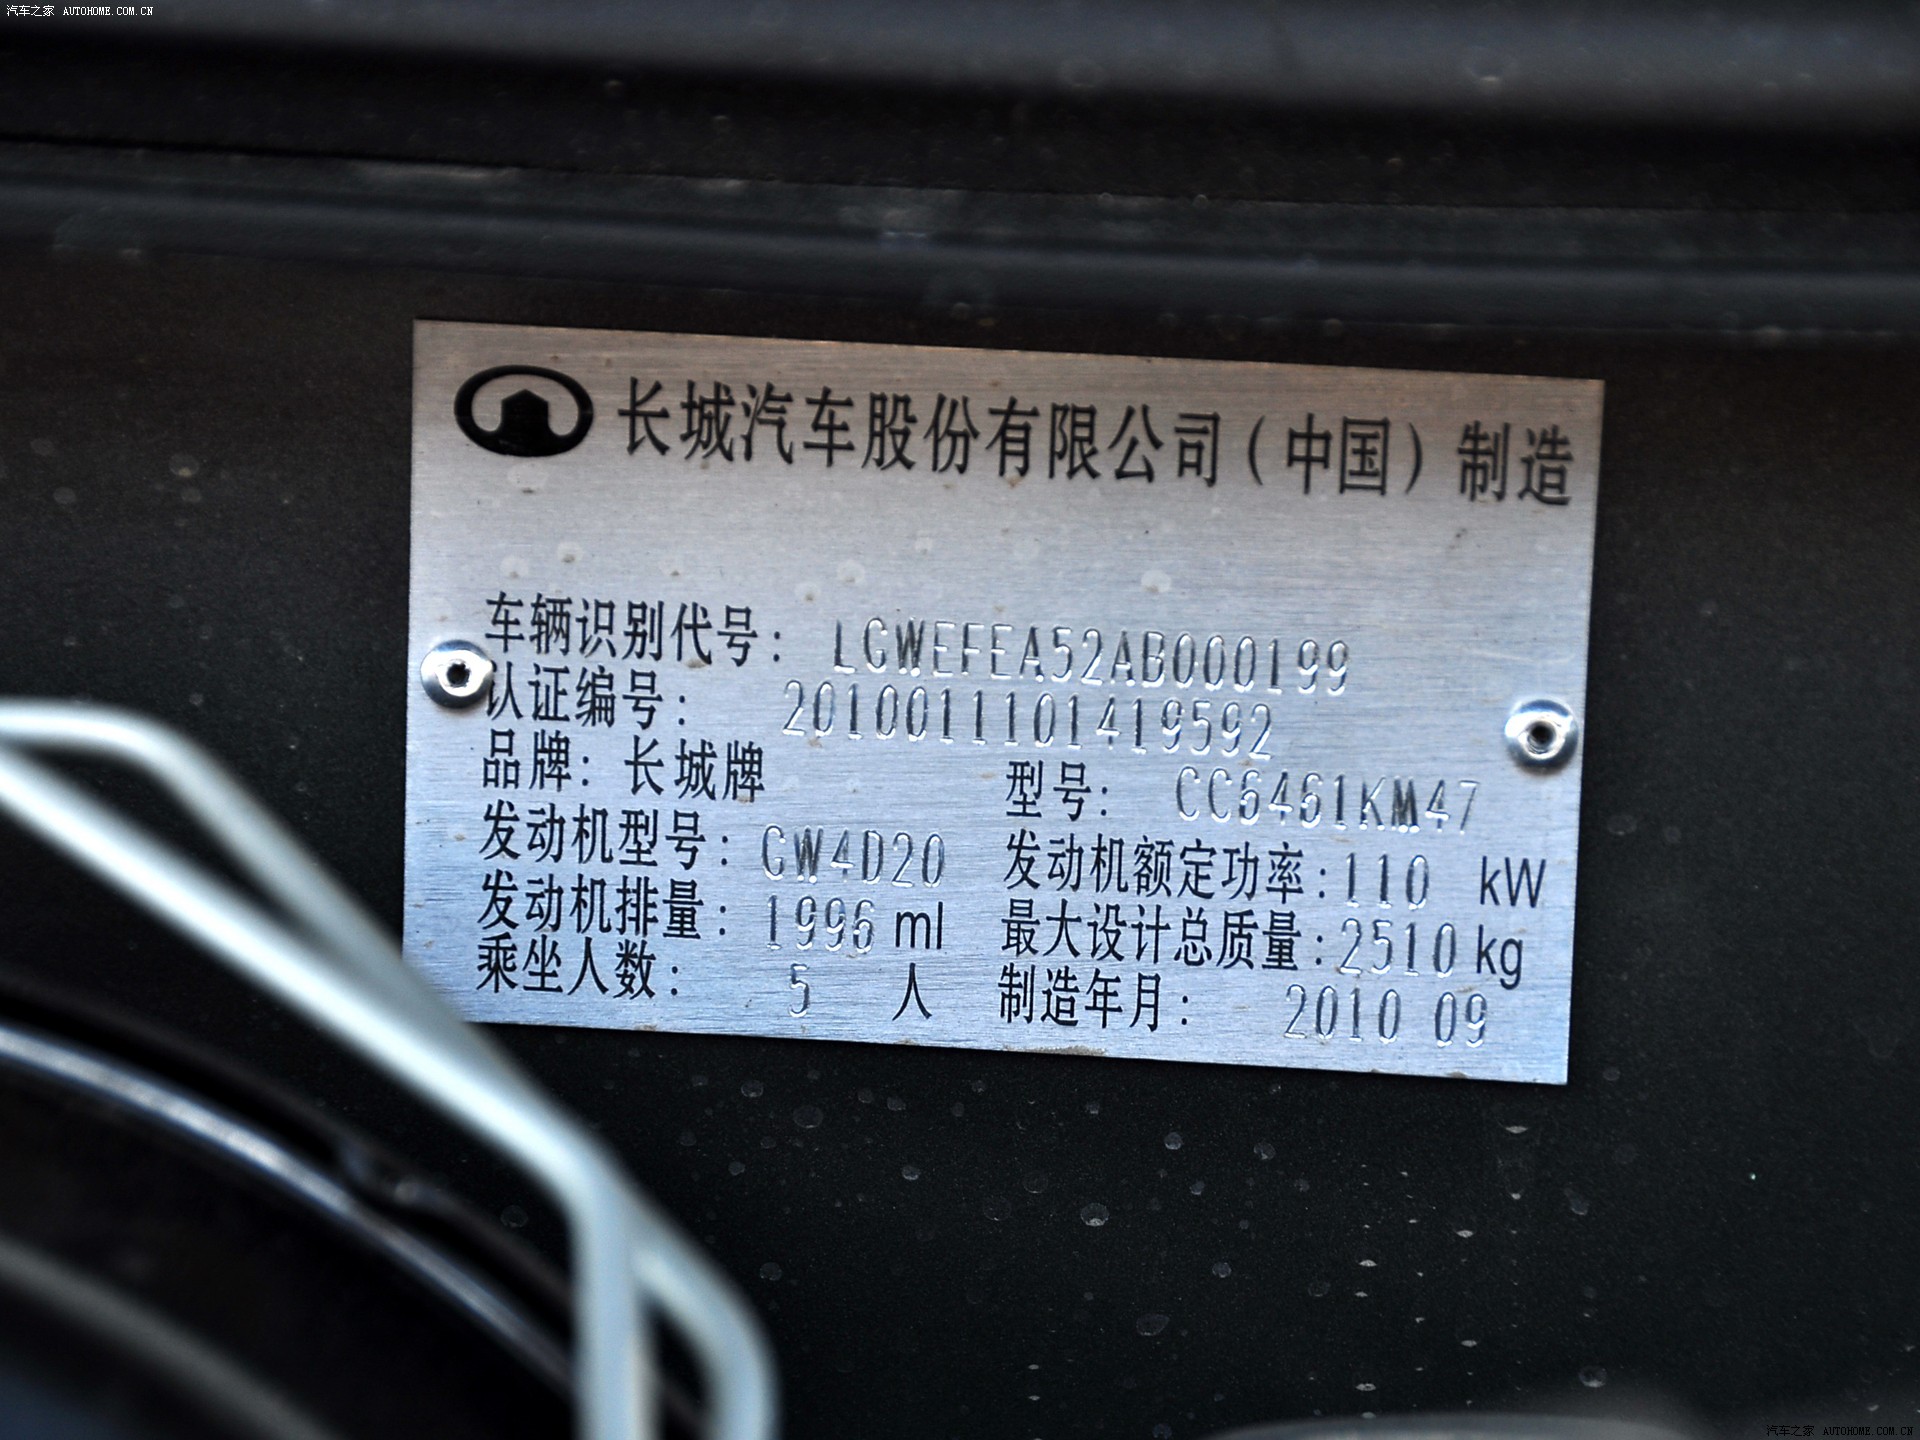 汽车之家 AUTOHOME.COM.CN
长城汽车股份有限公司(中国)制造
车辆识别代号: LGWEFEA52AB000199
认证编号: 2010011101419592
品牌: 长城牌 型号: CC6461KM47
发动机型号: GW4D20 发动机额定功率:110 kW
发动机排量: 1996 ml 最大设计总质量:2510 kg
乘坐人数: 5 人 制造年月: 2010 09
汽车之家 AUTOHOME.COM.CN